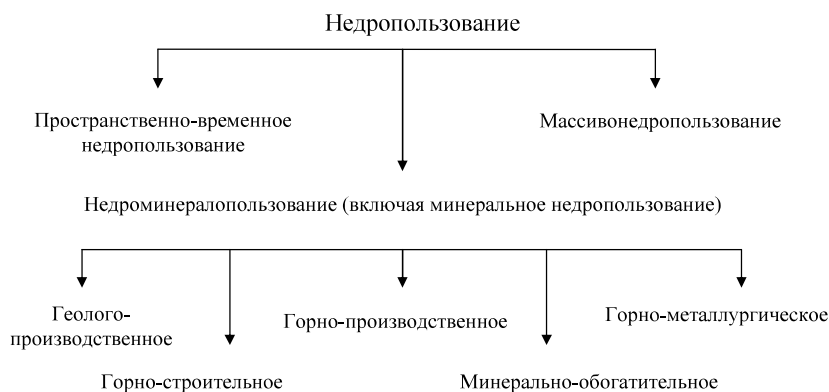 Недропользование
Пространственно-временное
недропользование
Массивонедропользование
Недроминералопользование (включая минеральное недропользование)
Геолого-
производственное
Горно-производственное
Горно-металлургическое
Горно-строительное
Минерально-обогатительное